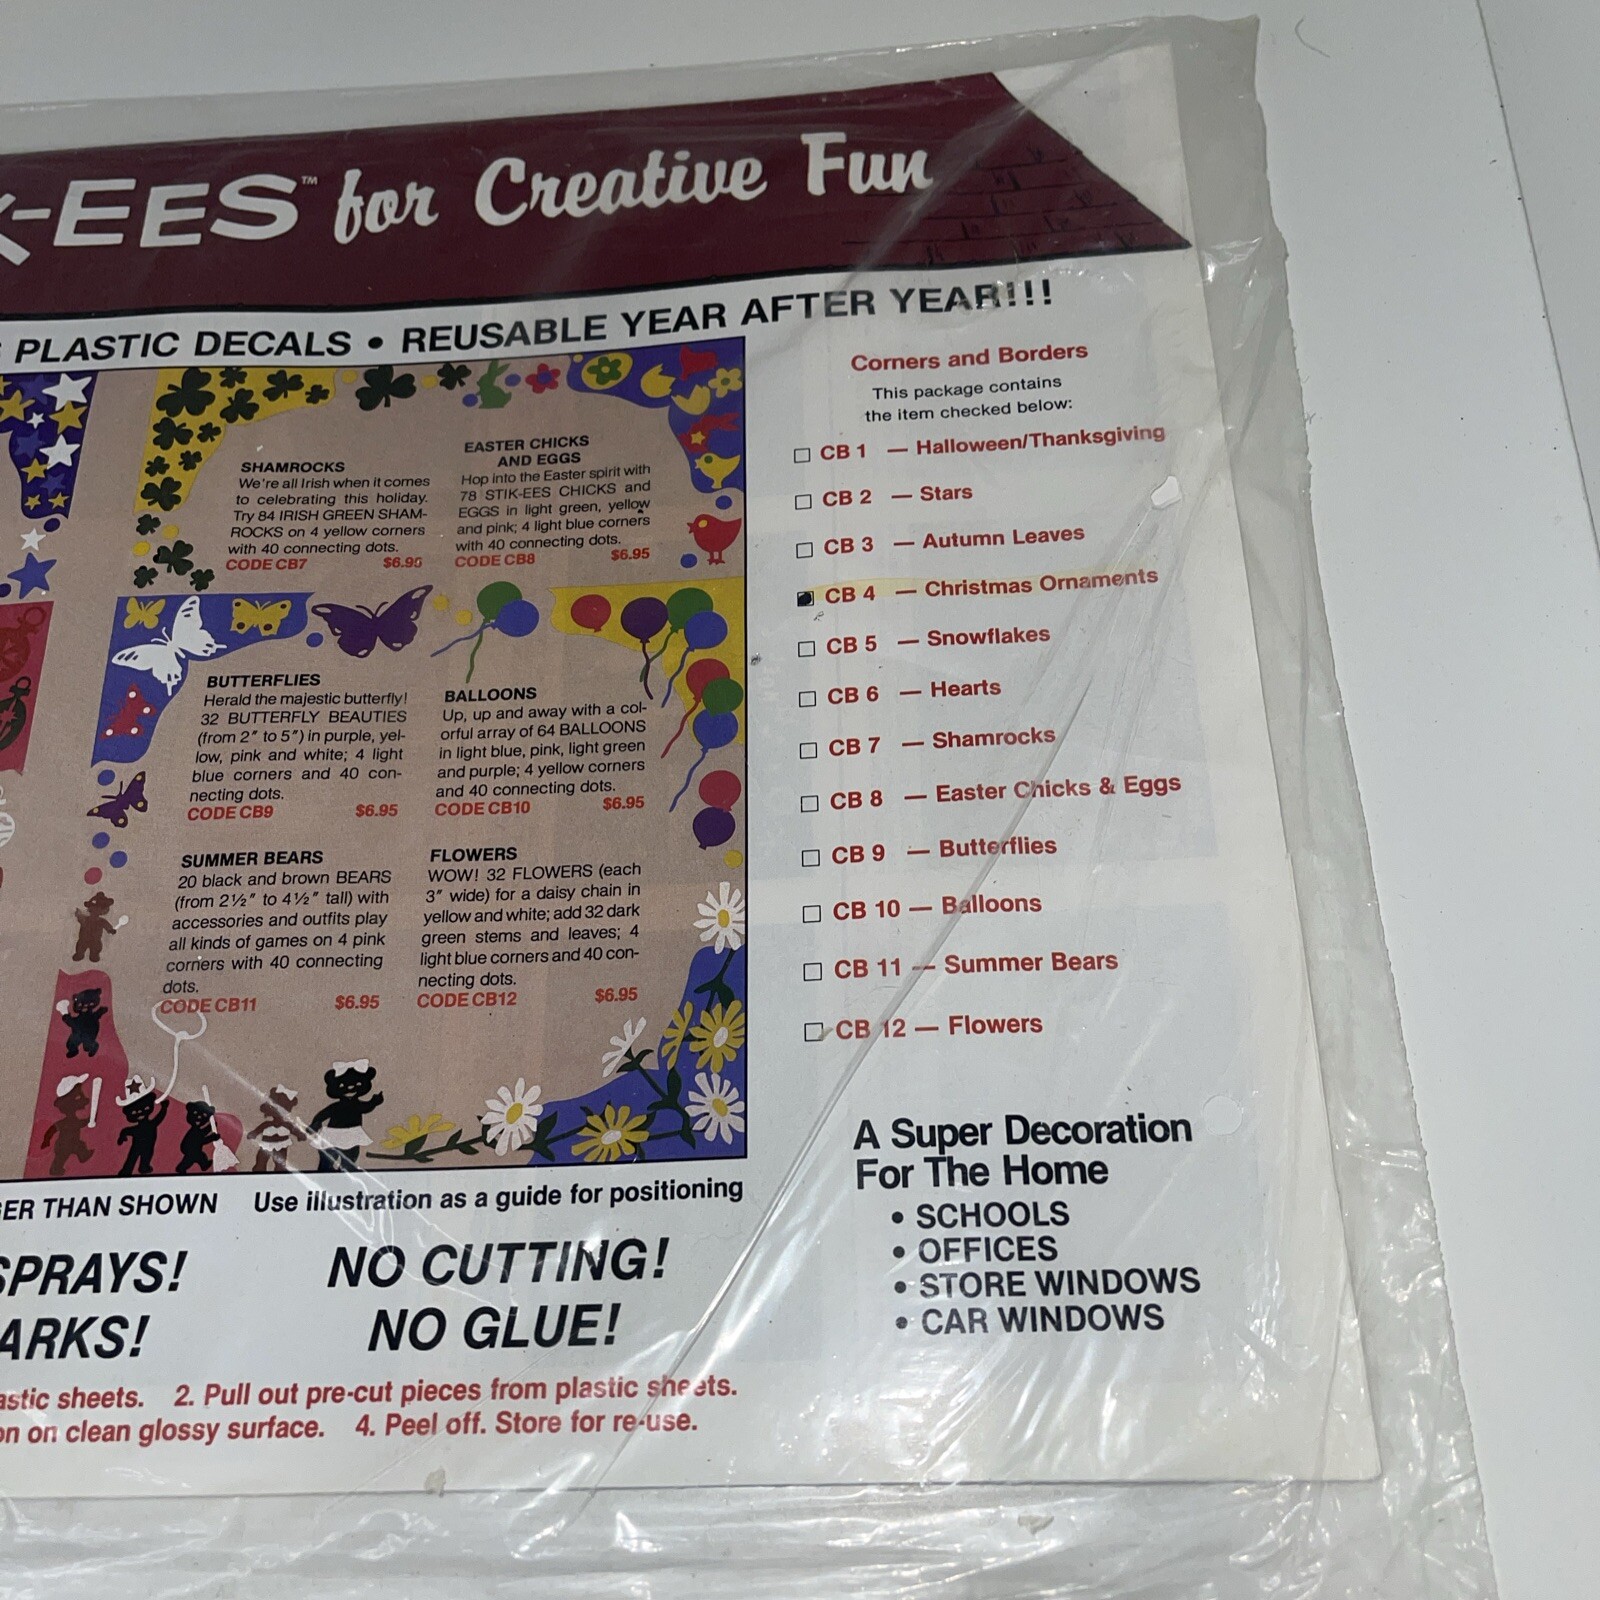 K-EES™ for Creative Fun
PLASTIC DECALS • REUSABLE YEAR AFTER YEAR!!!
SHAMROCKS
We're all Irish when it comes
to celebrating this holiday.
Try 84 IRISH GREEN SHAM-
ROCKS on 4 yellow corners
with 40 connecting dots.
CODE CB7 $6.95
EASTER CHICKS
AND EGGS
Hop into the Easter spirit with
78 STIK-EES CHICKS and
EGGS in light green, yellow
and pink; 4 light blue corners
with 40 connecting dots.
CODE CB8 $6.95
BUTTERFLIES
Herald the majestic butterfly!
32 BUTTERFLY BEAUTIES
(from 2" to 5") in purple, yel-
low, pink and white; 4 light
blue corners and 40 con-
necting dots.
CODE CB9 $6.95
BALLOONS
Up, up and away with a col-
orful array of 64 BALLOONS
in light blue, pink, light green
and purple; 4 yellow corners
and 40 connecting dots.
CODE CB10 $6.95
SUMMER BEARS
20 black and brown BEARS
(from 2½" to 4½" tall) with
accessories and outfits play
all kinds of games on 4 pink
corners with 40 connecting
dots.
CODE CB11 $6.95
FLOWERS
WOW! 32 FLOWERS (each
3" wide) for a daisy chain in
yellow and white; add 32 dark
green stems and leaves; 4
light blue corners and 40 con-
necting dots.
CODE CB12 $6.95
GER THAN SHOWN Use illustration as a guide for positioning
SPRAYS! NO CUTTING!
ARKS! NO GLUE!
astic sheets. 2. Pull out pre-cut pieces from plastic sheets.
on on clean glossy surface. 4. Peel off. Store for re-use.
Corners and Borders
This package contains
the item checked below:
CB 1 — Halloween/Thanksgiving
CB 2 — Stars
CB 3 — Autumn Leaves
CB 4 — Christmas Ornaments
CB 5 — Snowflakes
CB 6 — Hearts
CB 7 — Shamrocks
CB 8 — Easter Chicks & Eggs
CB 9 — Butterflies
CB 10 — Balloons
CB 11 — Summer Bears
CB 12 — Flowers
A Super Decoration
For The Home
• SCHOOLS
• OFFICES
• STORE WINDOWS
• CAR WINDOWS